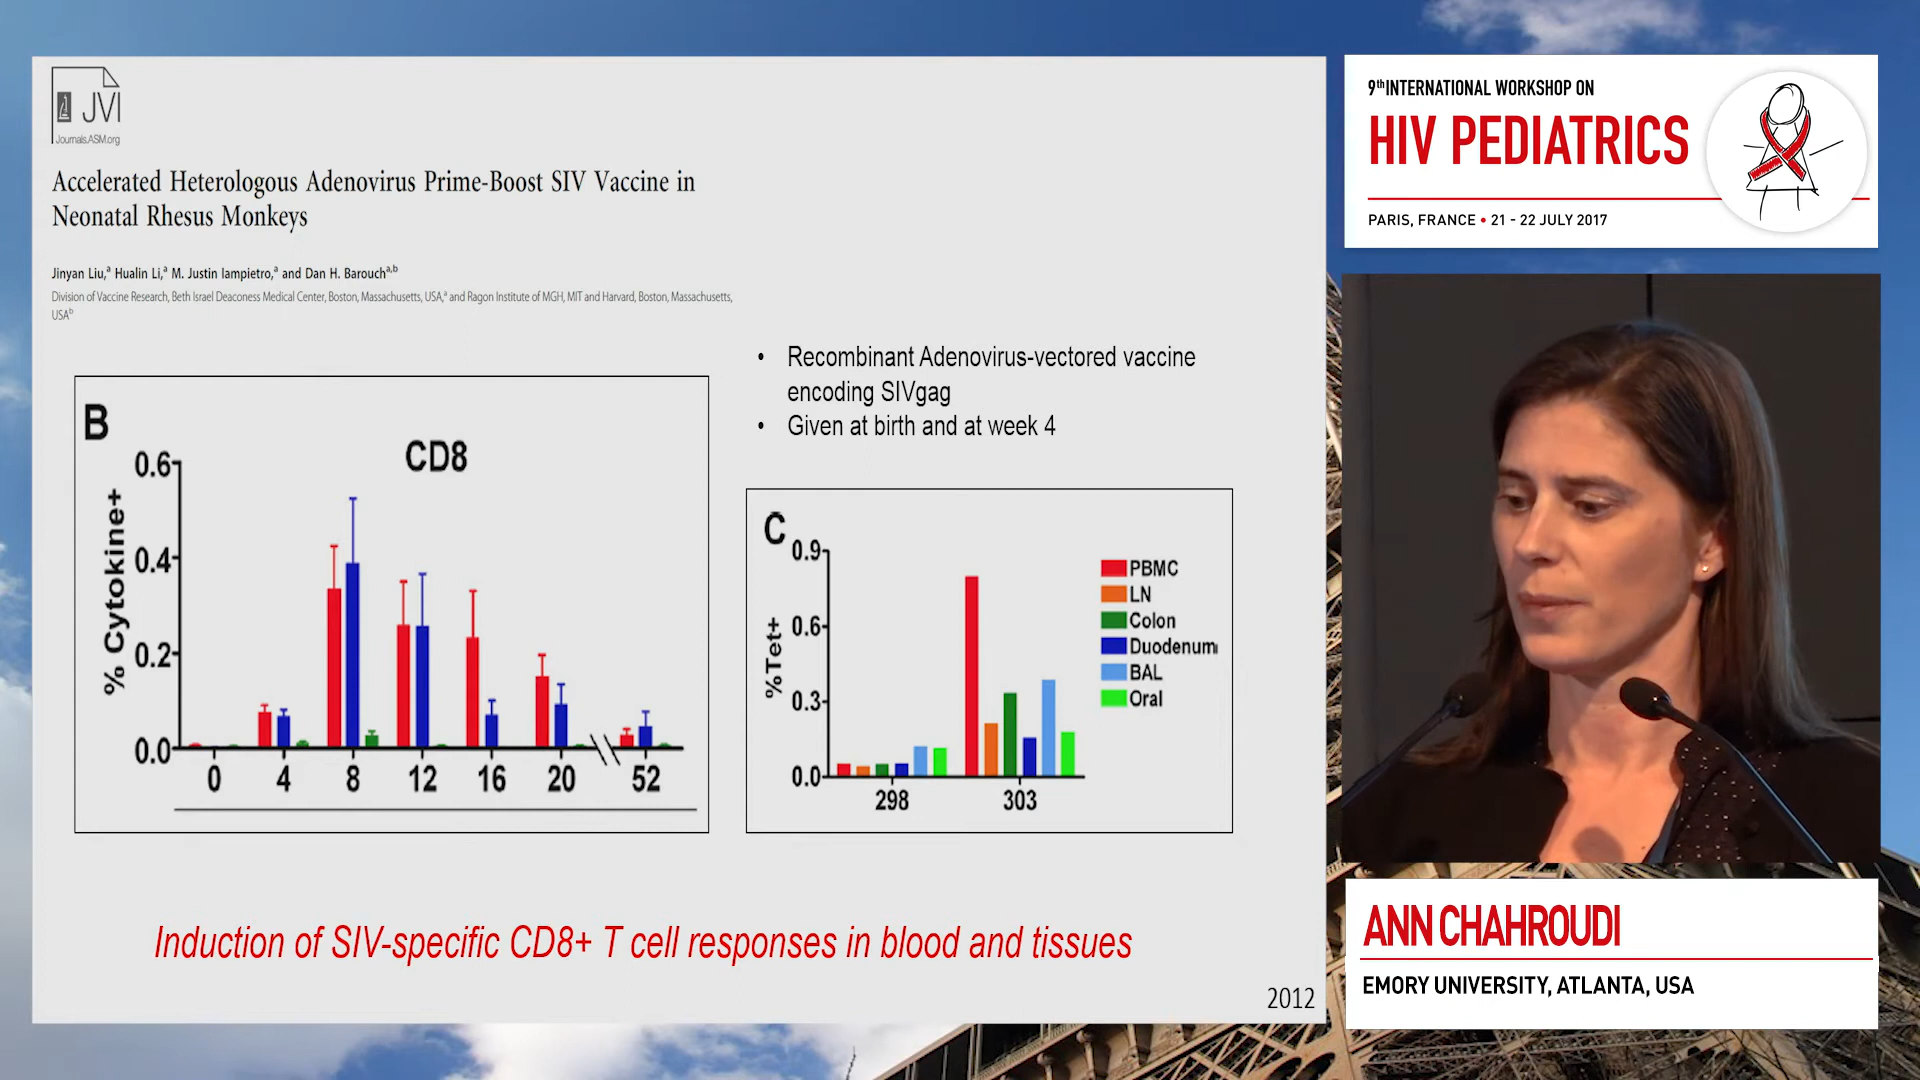 JVI
Journals.ASM.org
Accelerated Heterologous Adenovirus Prime-Boost SIV Vaccine in
Neonatal Rhesus Monkeys
Jinyan Liu,a Hualin Li,a M. Justin Iampietro,a and Dan H. Baroucha,b
Division of Vaccine Research, Beth Israel Deaconess Medical Center, Boston, Massachusetts, USA,a and Ragon Institute of MGH, MIT and Harvard, Boston, Massachusetts,
USAb
• Recombinant Adenovirus-vectored vaccine
encoding SIVgag
• Given at birth and at week 4
B
CD8
% Cytokine+
0.6
0.4
0.2
0.0
0 4 8 12 16 20 52
C
%Tet+
0.9
0.6
0.3
0.0
298 303
PBMC
LN
Colon
Duodenum
BAL
Oral
Induction of SIV-specific CD8+ T cell responses in blood and tissues
2012
9th INTERNATIONAL WORKSHOP ON
HIV PEDIATRICS
PARIS, FRANCE • 21 - 22 JULY 2017
ANN CHAHROUDI
EMORY UNIVERSITY, ATLANTA, USA